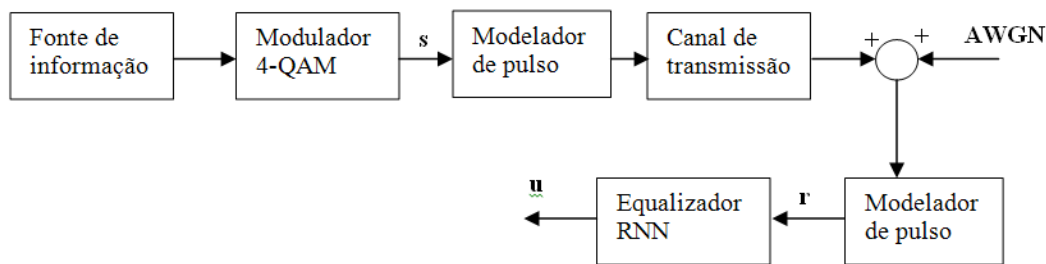 Fonte de
informação
Modulador
4-QAM
s
Modelador
de pulso
Canal de
transmissão
+
+
AWGN
u
Equalizador
RNN
r
Modelador
de pulso